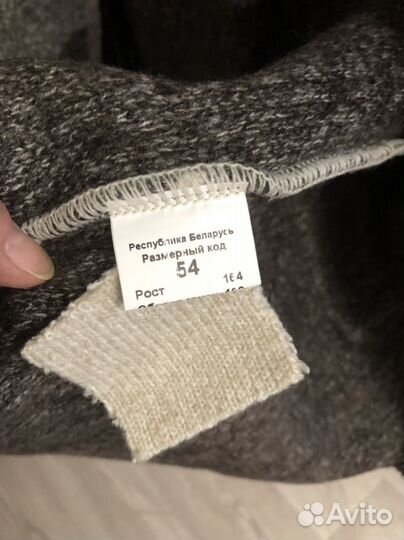 Республика Беларусь
Размерный код
54
Рост 164
Avito